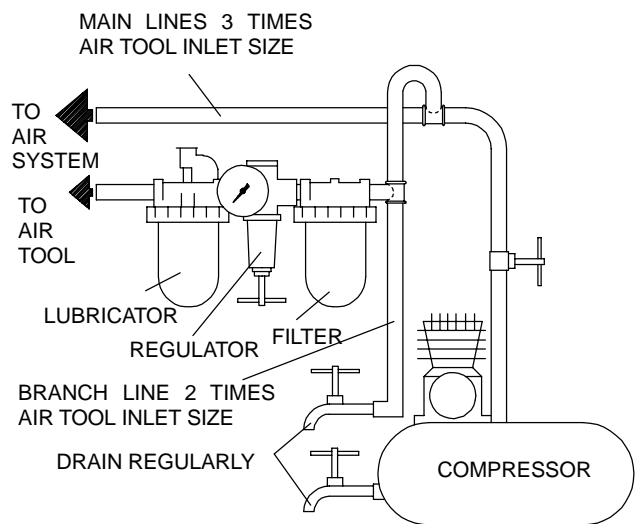 MAIN LINES 3 TIMES
AIR TOOL INLET SIZE
TO
AIR
SYSTEM
TO
AIR
TOOL
LUBRICATOR
REGULATOR
FILTER
BRANCH LINE 2 TIMES
AIR TOOL INLET SIZE
DRAIN REGULARLY
COMPRESSOR